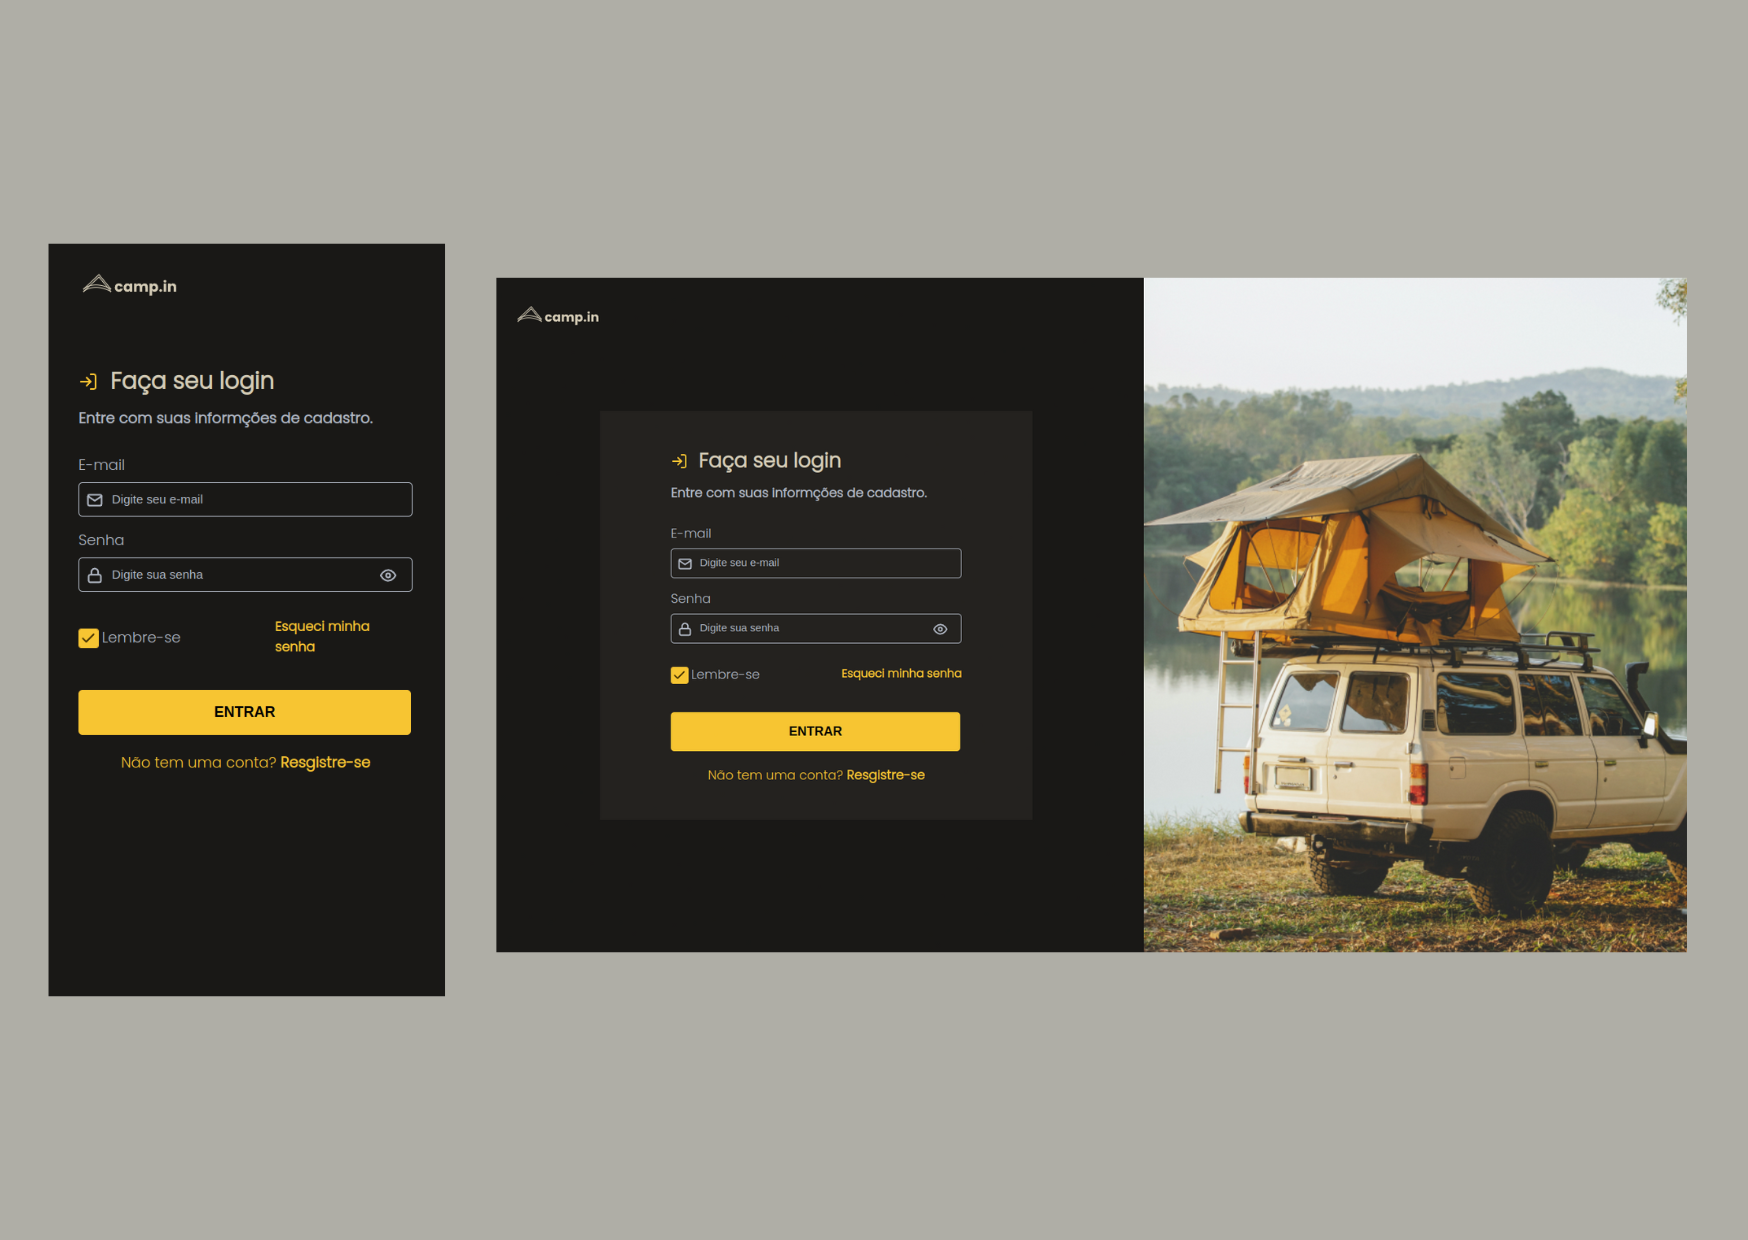 camp.in
Faça seu login
Entre com suas Informções de cadastro.
E-mail
Digite seu e-mail
Senha
Digite sua senha
Lembre-se
Esqueci minha
senha
ENTRAR
Não tem uma conta? Resgistre-se
camp.in
Faça seu login
Entre com suas Informções de cadastro.
E-mail
Digite seu e-mail
Senha
Digite sua senha
Lembre-se
Esqueci minha senha
ENTRAR
Não tem uma conta? Resgistre-se